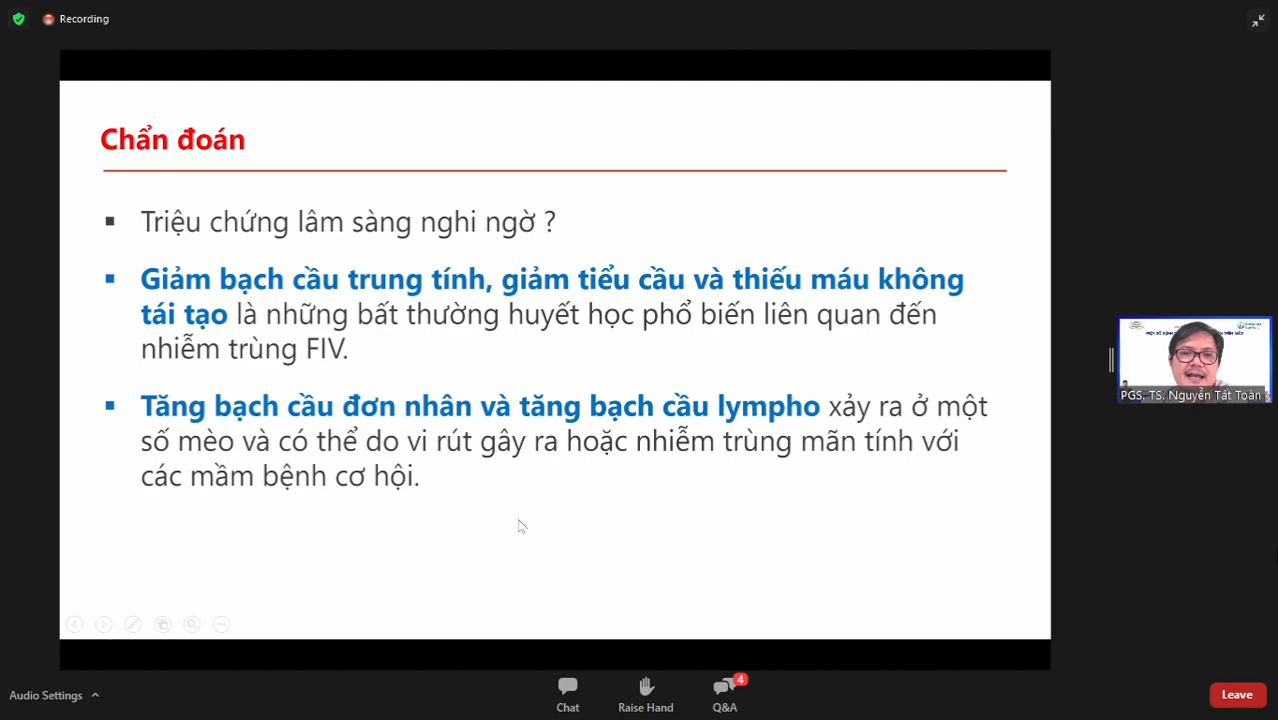 Recording
Chẩn đoán
▪ Triệu chứng lâm sàng nghi ngờ ?
▪ Giảm bạch cầu trung tính, giảm tiểu cầu và thiếu máu không
tái tạo là những bất thường huyết học phổ biến liên quan đến
nhiễm trùng FIV.
▪ Tăng bạch cầu đơn nhân và tăng bạch cầu lympho xảy ra ở một
số mèo và có thể do vi rút gây ra hoặc nhiễm trùng mãn tính với
các mầm bệnh cơ hội.
PGS. TS. Nguyễn Tất Toàn
Audio Settings
Chat
Raise Hand
4
Q&A
Leave